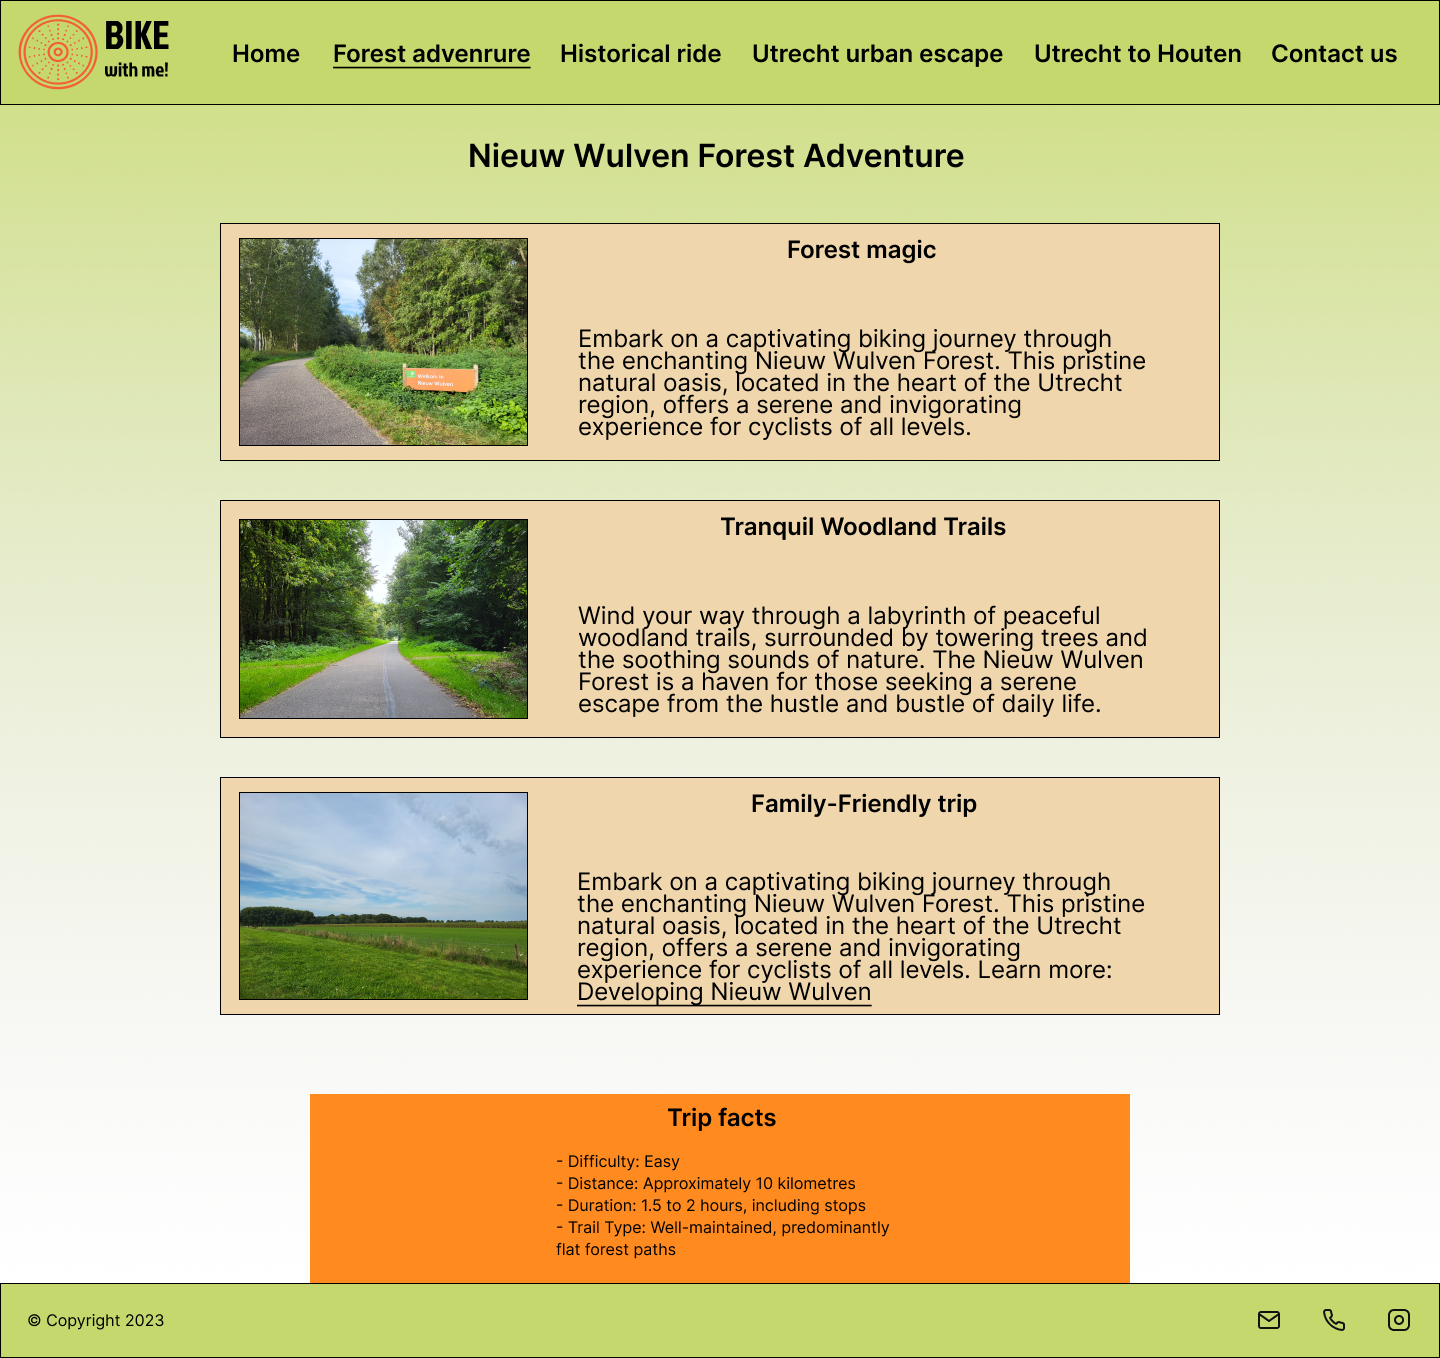 BIKE
with me!
Home Forest advenrure Historical ride Utrecht urban escape Utrecht to Houten Contact us
Nieuw Wulven Forest Adventure
Forest magic
Welkom in
Nieuw Wulven
Embark on a captivating biking journey through
the enchanting Nieuw Wulven Forest. This pristine
natural oasis, located in the heart of the Utrecht
region, offers a serene and invigorating
experience for cyclists of all levels.
Tranquil Woodland Trails
Wind your way through a labyrinth of peaceful
woodland trails, surrounded by towering trees and
the soothing sounds of nature. The Nieuw Wulven
Forest is a haven for those seeking a serene
escape from the hustle and bustle of daily life.
Family-Friendly trip
Embark on a captivating biking journey through
the enchanting Nieuw Wulven Forest. This pristine
natural oasis, located in the heart of the Utrecht
region, offers a serene and invigorating
experience for cyclists of all levels. Learn more:
Developing Nieuw Wulven
Trip facts
- Difficulty: Easy
- Distance: Approximately 10 kilometres
- Duration: 1.5 to 2 hours, including stops
- Trail Type: Well-maintained, predominantly
flat forest paths
© Copyright 2023